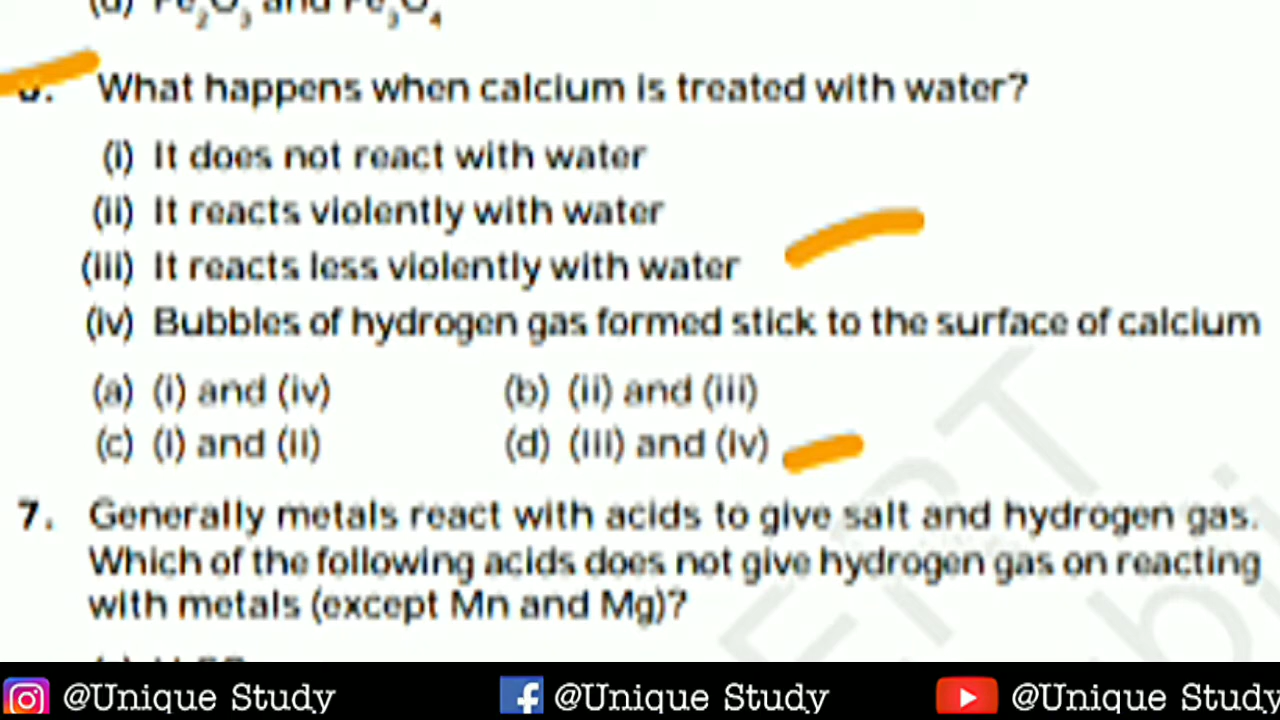 (d) Fe₂O₃ and Fe₃O₄
6. What happens when calcium is treated with water?
(i) It does not react with water
(ii) It reacts violently with water
(iii) It reacts less violently with water
(iv) Bubbles of hydrogen gas formed stick to the surface of calcium
(a) (i) and (iv) (b) (ii) and (iii)
(c) (i) and (ii) (d) (iii) and (iv)
7. Generally metals react with acids to give salt and hydrogen gas.
Which of the following acids does not give hydrogen gas on reacting
with metals (except Mn and Mg)?
@Unique Study @Unique Study @Unique Study